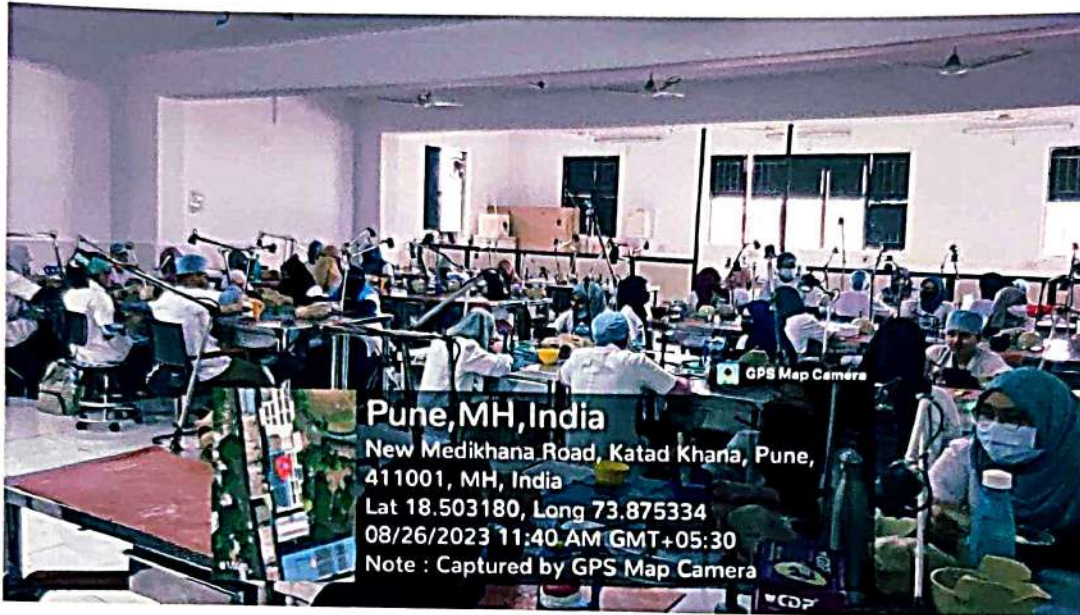 GPS Map Camera
Pune,MH,India
New Medikhana Road, Katad Khana, Pune,
411001, MH, India
Lat 18.503180, Long 73.875334
08/26/2023 11:40 AM GMT+05:30
Note : Captured by GPS Map Camera